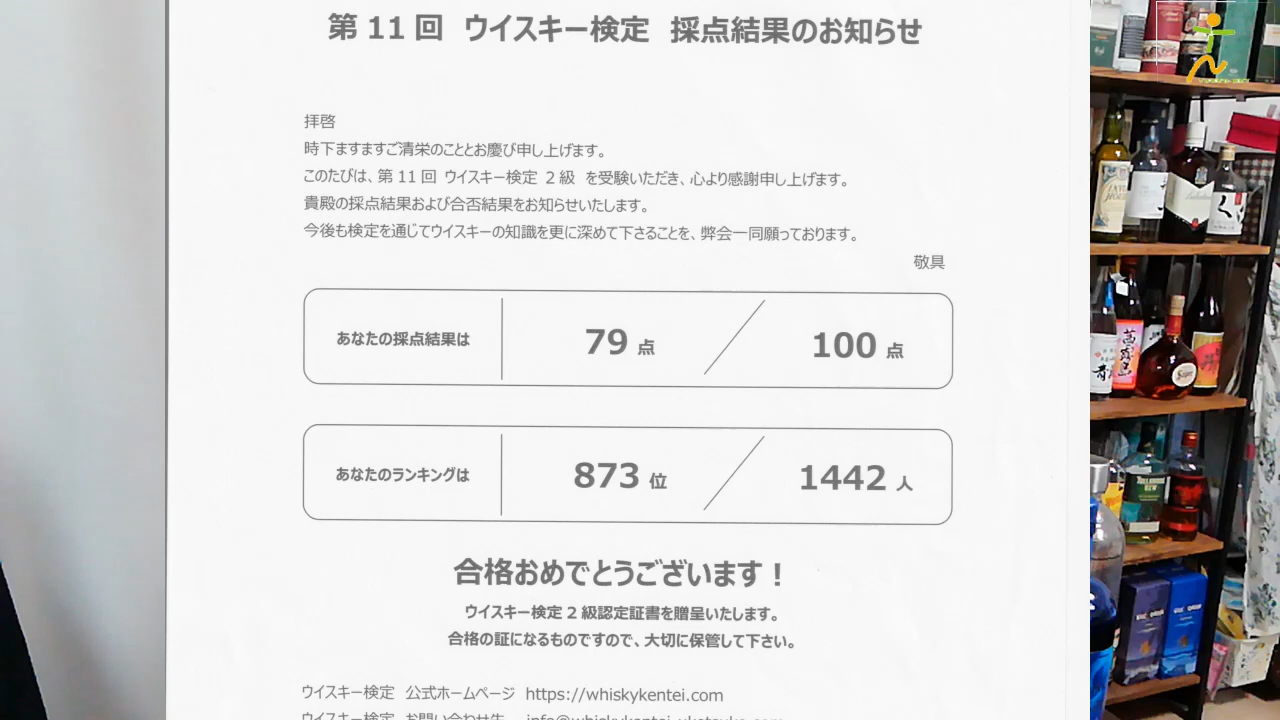 第 11 回 ウイスキー検定 採点結果のお知らせ
拝啓
時下ますますご清栄のこととお慶び申し上げます。
このたびは、第 11 回 ウイスキー検定 2 級 を受験いただき、心より感謝申し上げます。
貴殿の採点結果および合否結果をお知らせいたします。
今後も検定を通じてウイスキーの知識を更に深めて下さることを、弊会一同願っております。
敬具
あなたの採点結果は 79 点 100 点
あなたのランキングは 873 位 1442 人
合格おめでとうございます！
ウイスキー検定 2 級認定証書を贈呈いたします。
合格の証になるものですので、大切に保管して下さい。
ウイスキー検定 公式ホームページ https://whiskykentei.com